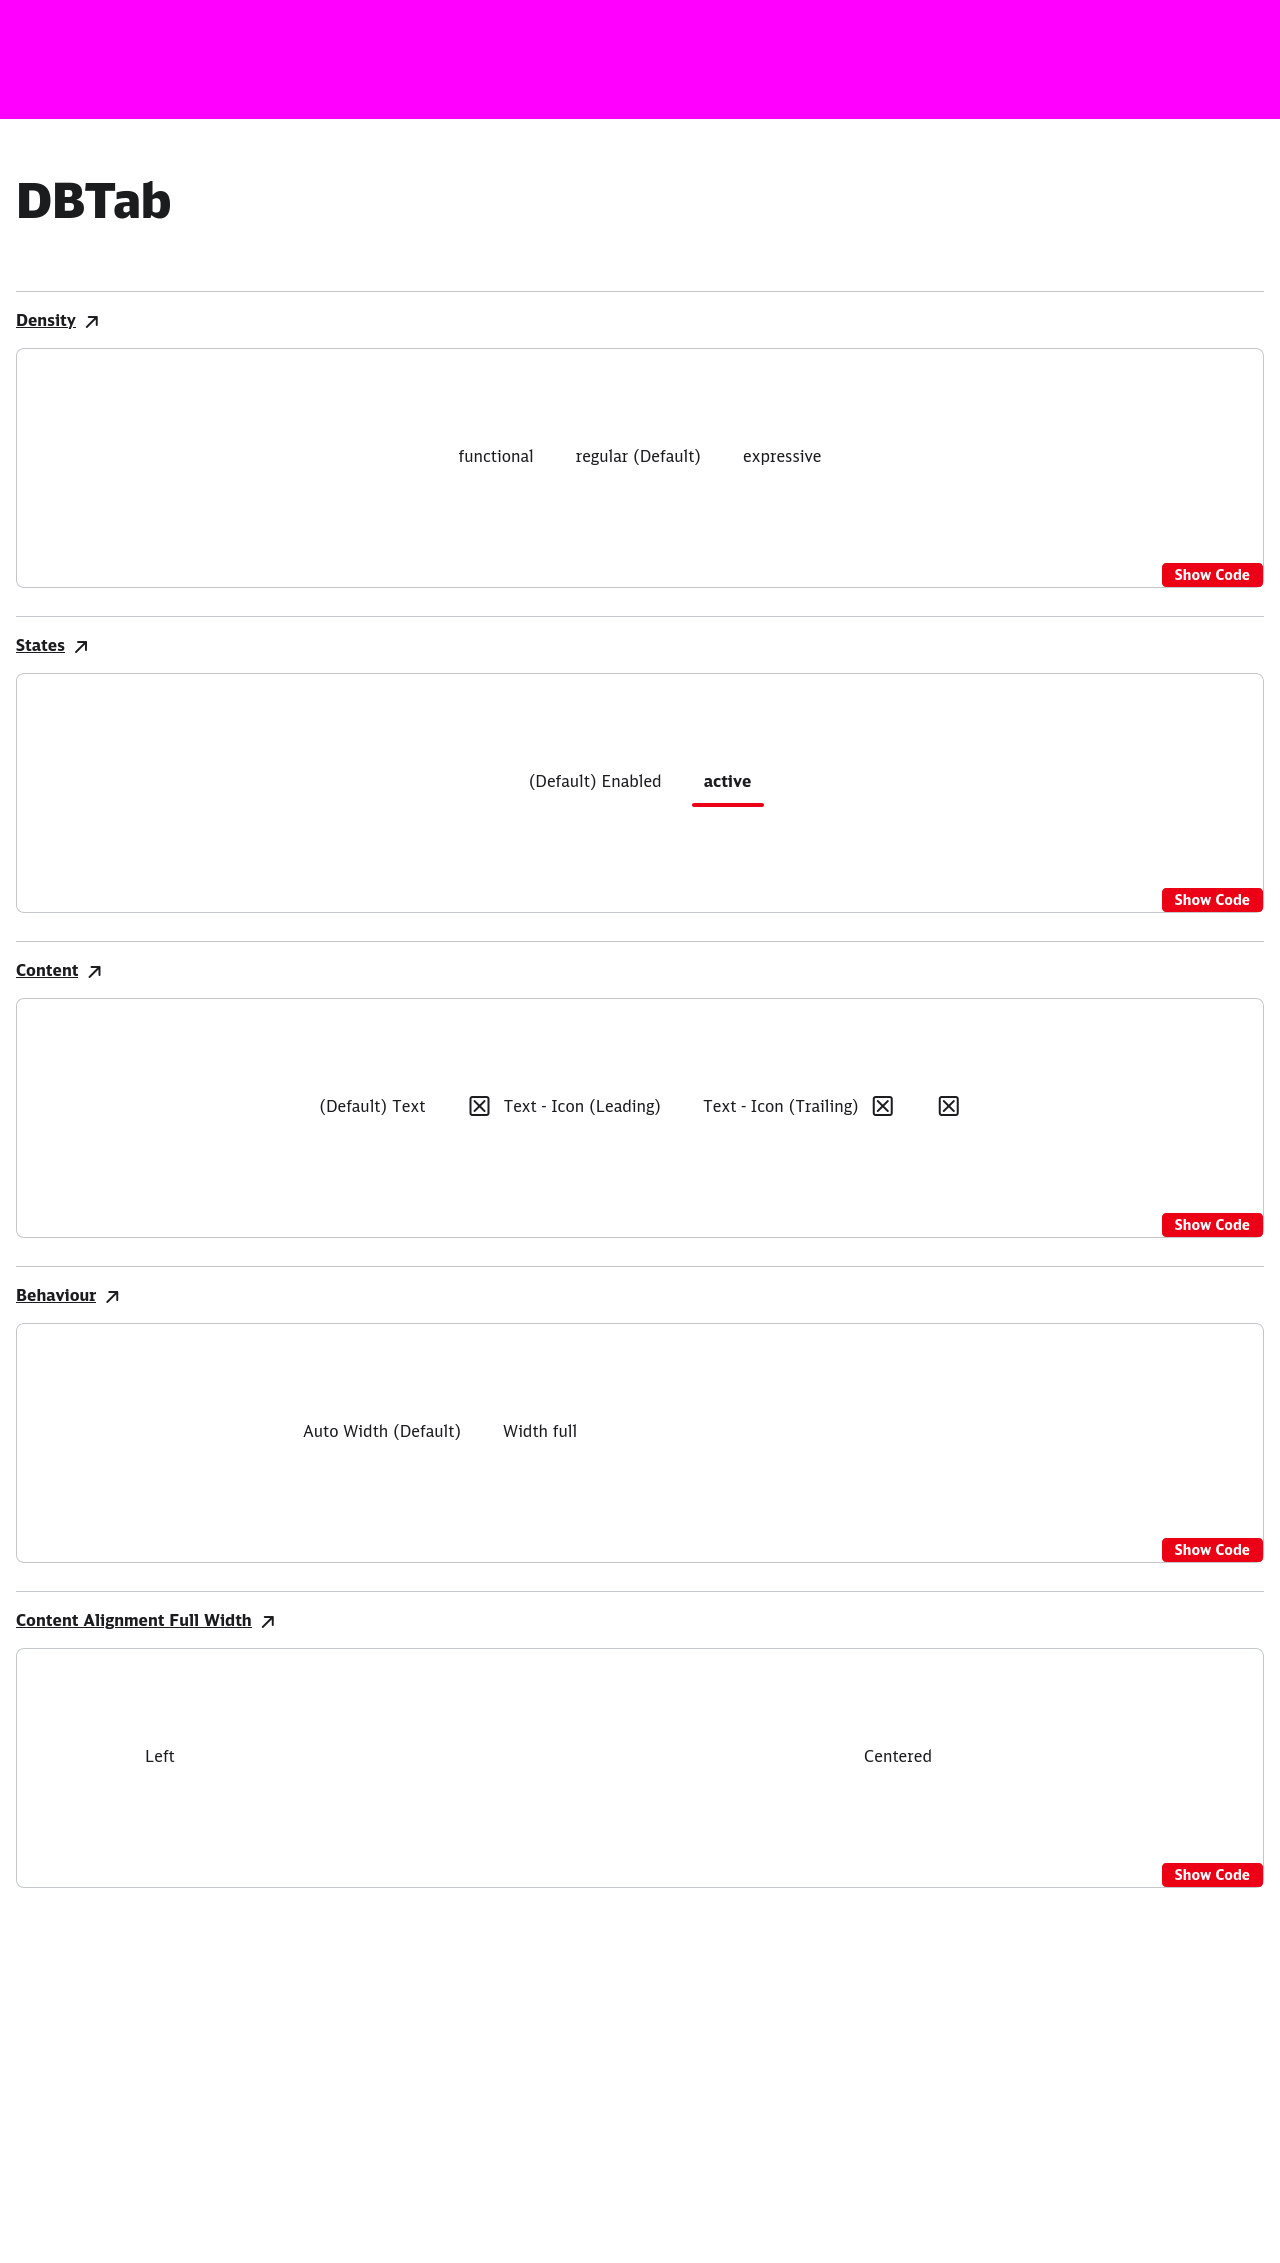 DBTab
Density
functional regular (Default) expressive
Show Code
States
(Default) Enabled active
Show Code
Content
(Default) Text Text - Icon (Leading) Text - Icon (Trailing)
Show Code
Behaviour
Auto Width (Default) Width full
Show Code
Content Alignment Full Width
Left Centered
Show Code